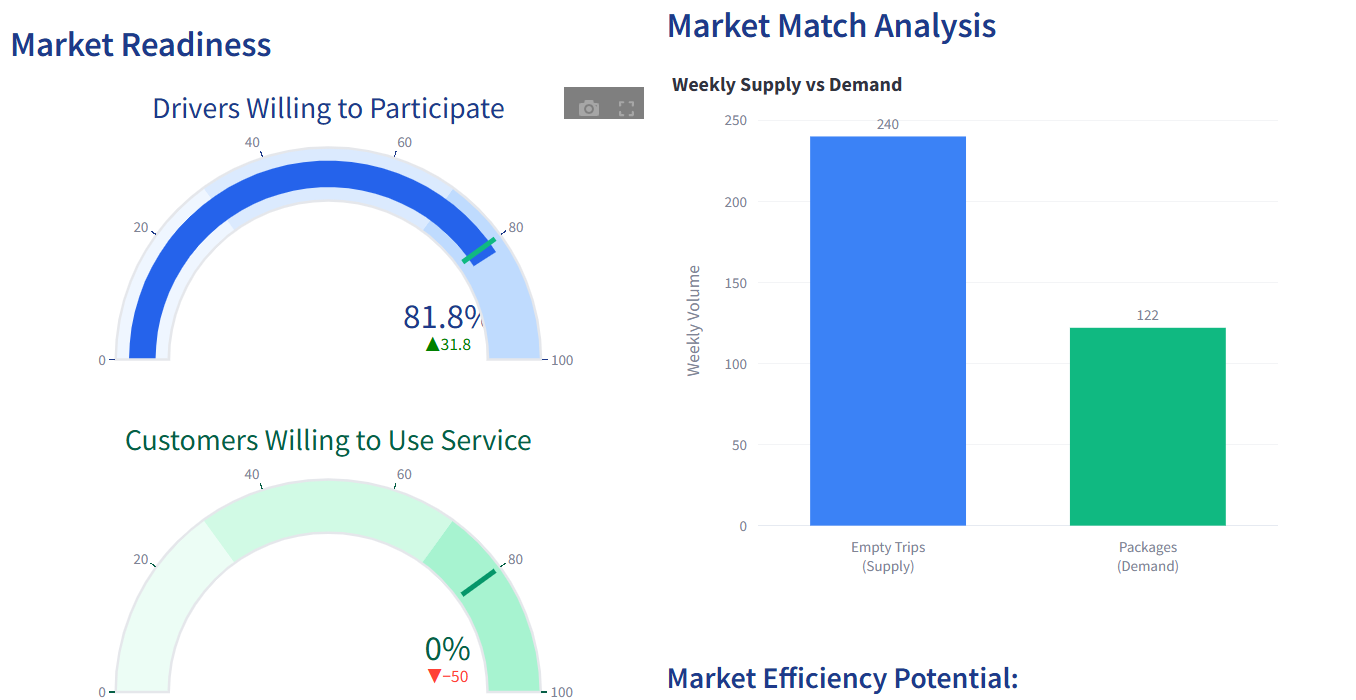 Market Readiness
Drivers Willing to Participate
0
20
40
60
80
100
81.8%
▲31.8
Customers Willing to Use Service
0
20
40
60
80
100
0%
▼−50
Market Match Analysis
Weekly Supply vs Demand
Weekly Volume
250
200
150
100
50
0
240
122
Empty Trips
(Supply)
Packages
(Demand)
Market Efficiency Potential: